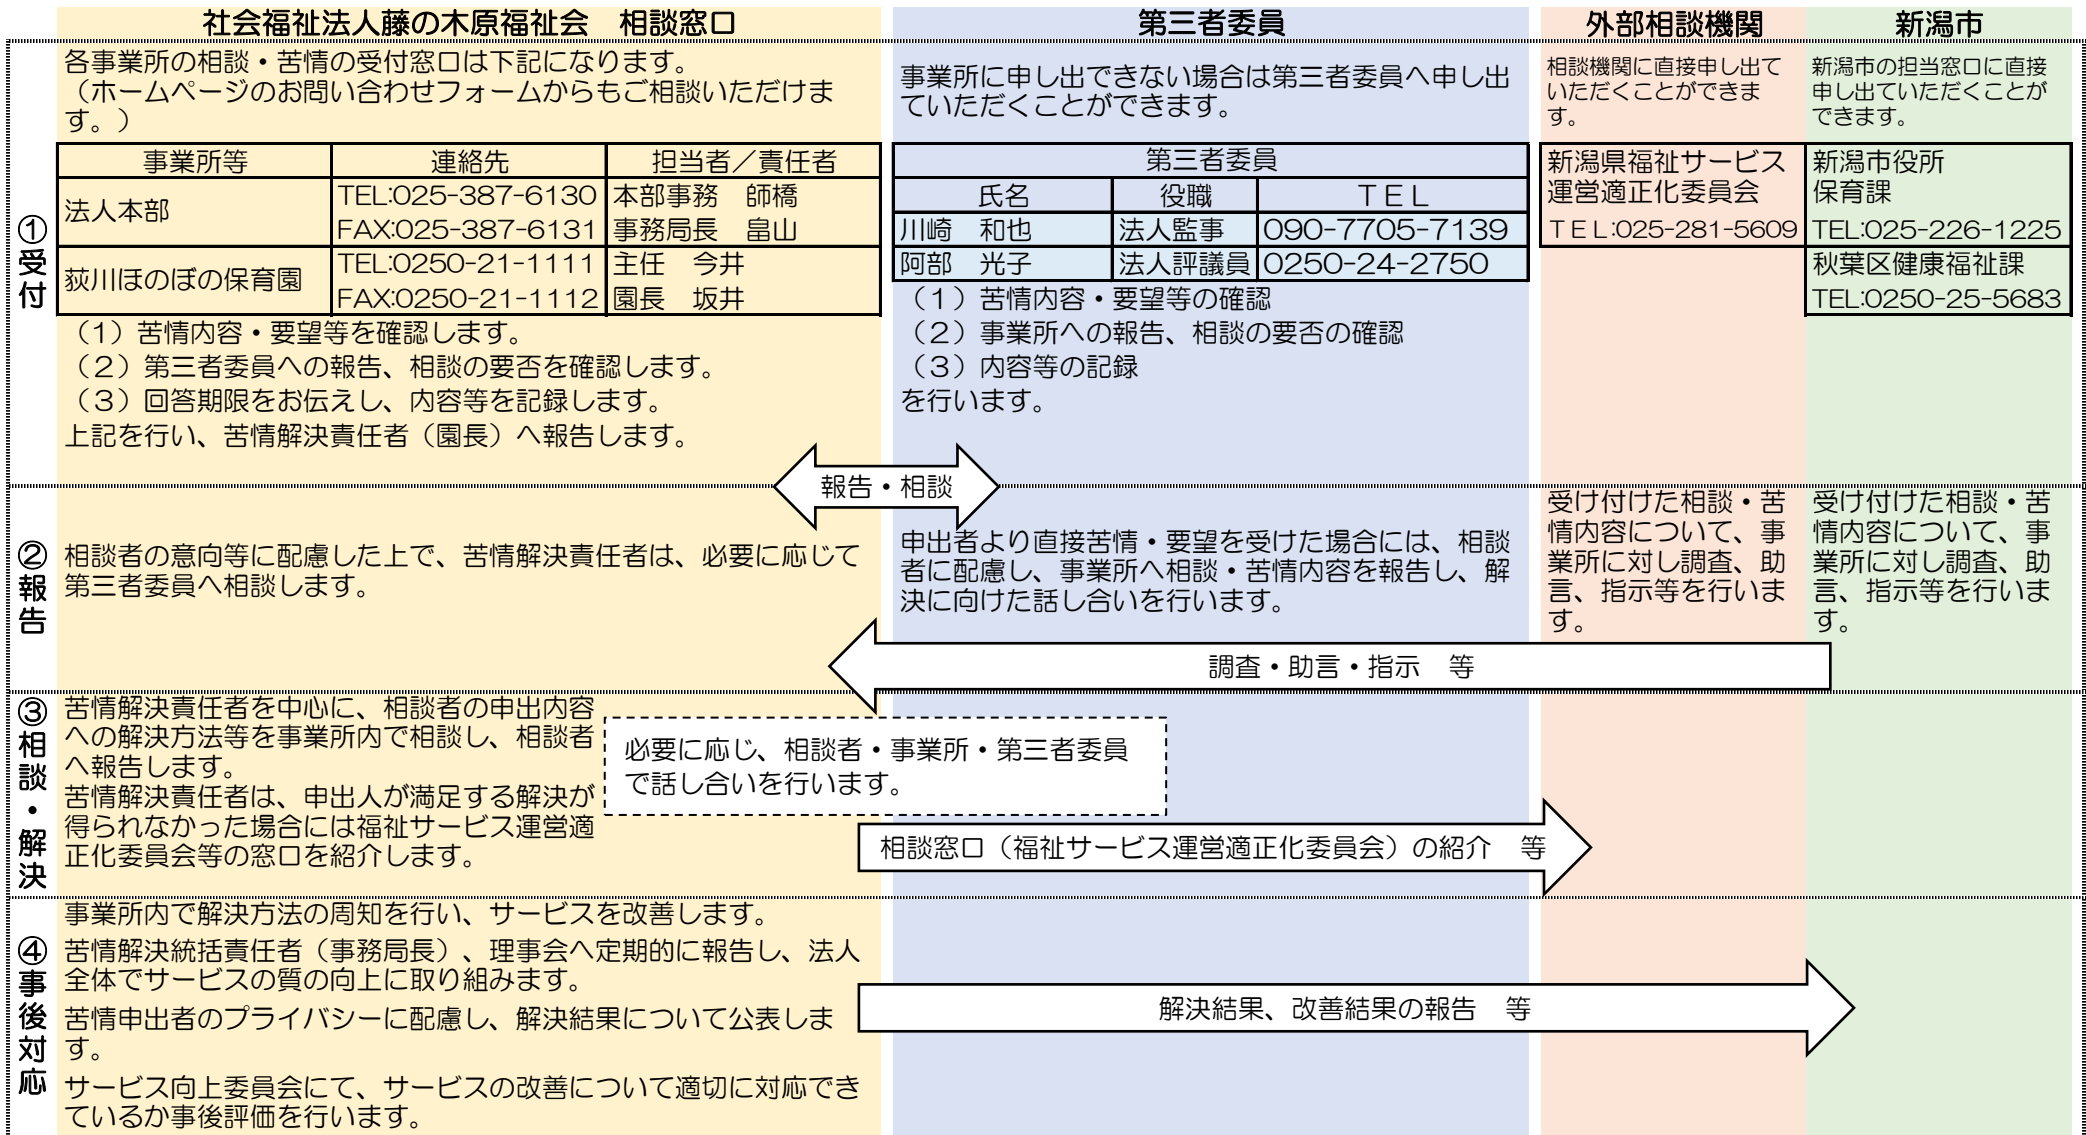 社会福祉法人藤の木原福祉会　相談窓口
各事業所の相談・苦情の受付窓口は下記になります。
（ホームページのお問い合わせフォームからもご相談いただけま
す。）
事業所等
連絡先
担当者／責任者
法人本部
TEL:025-387-6130
本部事務　師橋
FAX:025-387-6131
事務局長　畠山
荻川ほのぼの保育園
TEL:0250-21-1111
主任　今井
FAX:0250-21-1112
園長　坂井
（１）苦情内容・要望等を確認します。
（２）第三者委員への報告、相談の要否を確認します。
（３）回答期限をお伝えし、内容等を記録します。
上記を行い、苦情解決責任者（園長）へ報告します。
第三者委員
事業所に申し出できない場合は第三者委員へ申し出
ていただくことができます。
第三者委員
氏名
役職
ＴＥＬ
川崎　和也
法人監事
090-7705-7139
阿部　光子
法人評議員
0250-24-2750
（１）苦情内容・要望等の確認
（２）事業所への報告、相談の要否の確認
（３）内容等の記録
を行います。
外部相談機関
相談機関に直接申し出て
いただくことができま
す。
新潟県福祉サービス
運営適正化委員会
ＴＥＬ:025-281-5609
新潟市
新潟市の担当窓口に直接
申し出ていただくことが
できます。
新潟市役所
保育課
TEL:025-226-1225
秋葉区健康福祉課
TEL:0250-25-5683
①受付
報告・相談
②報告
相談者の意向等に配慮した上で、苦情解決責任者は、必要に応じて
第三者委員へ相談します。
申出者より直接苦情・要望を受けた場合には、相談
者に配慮し、事業所へ相談・苦情内容を報告し、解
決に向けた話し合いを行います。
受け付けた相談・苦
情内容について、事
業所に対し調査、助
言、指示等を行いま
す。
受け付けた相談・苦
情内容について、事
業所に対し調査、助
言、指示等を行いま
す。
調査・助言・指示　等
③相談・解決
苦情解決責任者を中心に、相談者の申出内容
への解決方法等を事業所内で相談し、相談者
へ報告します。
苦情解決責任者は、申出人が満足する解決が
得られなかった場合には福祉サービス運営適
正化委員会等の窓口を紹介します。
必要に応じ、相談者・事業所・第三者委員
で話し合いを行います。
相談窓口（福祉サービス運営適正化委員会）の紹介　等
④事後対応
事業所内で解決方法の周知を行い、サービスを改善します。
苦情解決統括責任者（事務局長）、理事会へ定期的に報告し、法人
全体でサービスの質の向上に取り組みます。
苦情申出者のプライバシーに配慮し、解決結果について公表しま
す。
サービス向上委員会にて、サービスの改善について適切に対応でき
ているか事後評価を行います。
解決結果、改善結果の報告　等